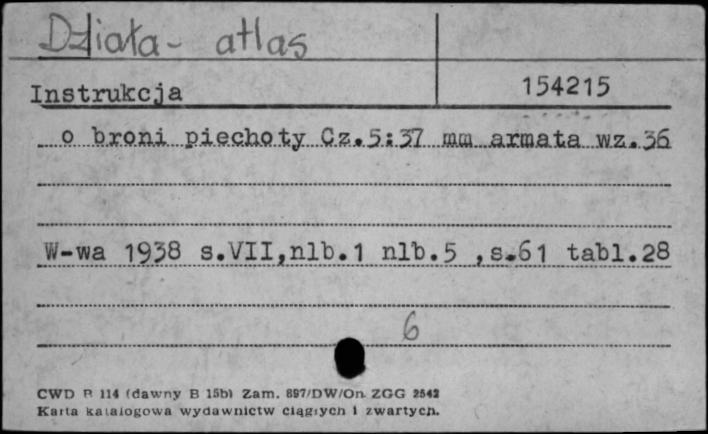 Działa- atlas
154215
Instrukcja
o broni piechoty Cz.5:37 mm armata wz.36
W-wa 1938 s.VII,nlb.1 nlb.5 ,s.61 tabl.28
6
CWD B 114 (dawny B 15b) Zam. 897/DW/On. ZGG 2542
Karta katalogowa wydawnictw ciągłych i zwartych.